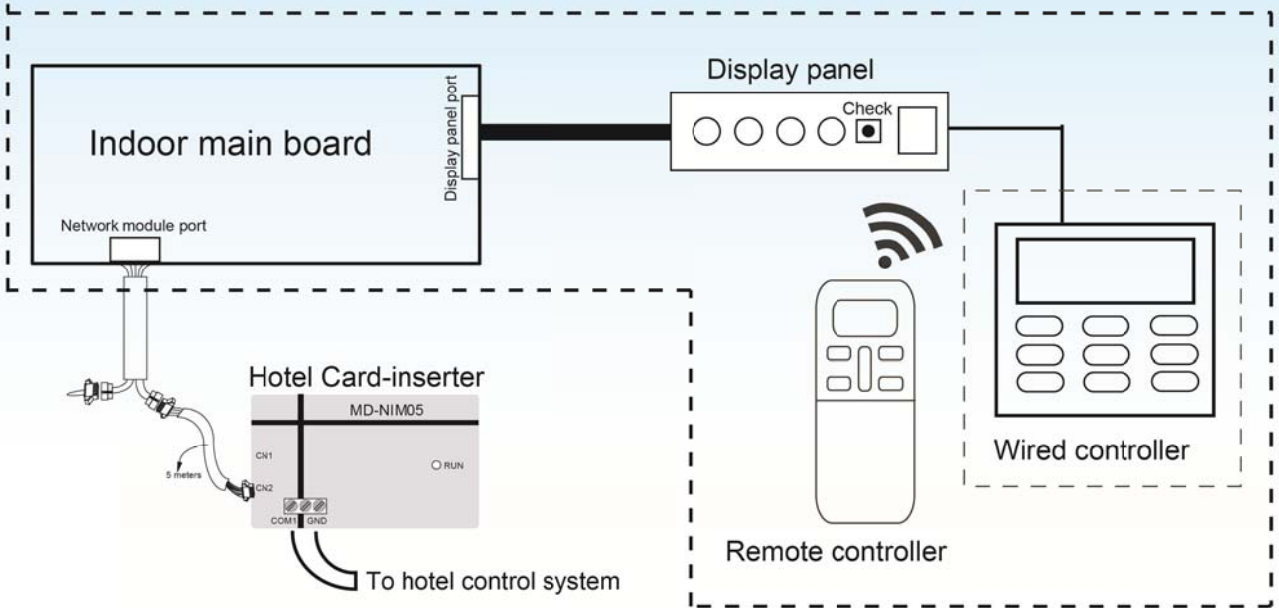 Display panel
Check
Indoor main board
Display panel port
Network module port
Hotel Card-inserter
MD-NIM05
CN1
RUN
5 meters
CN2
COM1 GND
To hotel control system
Remote controller
Wired controller